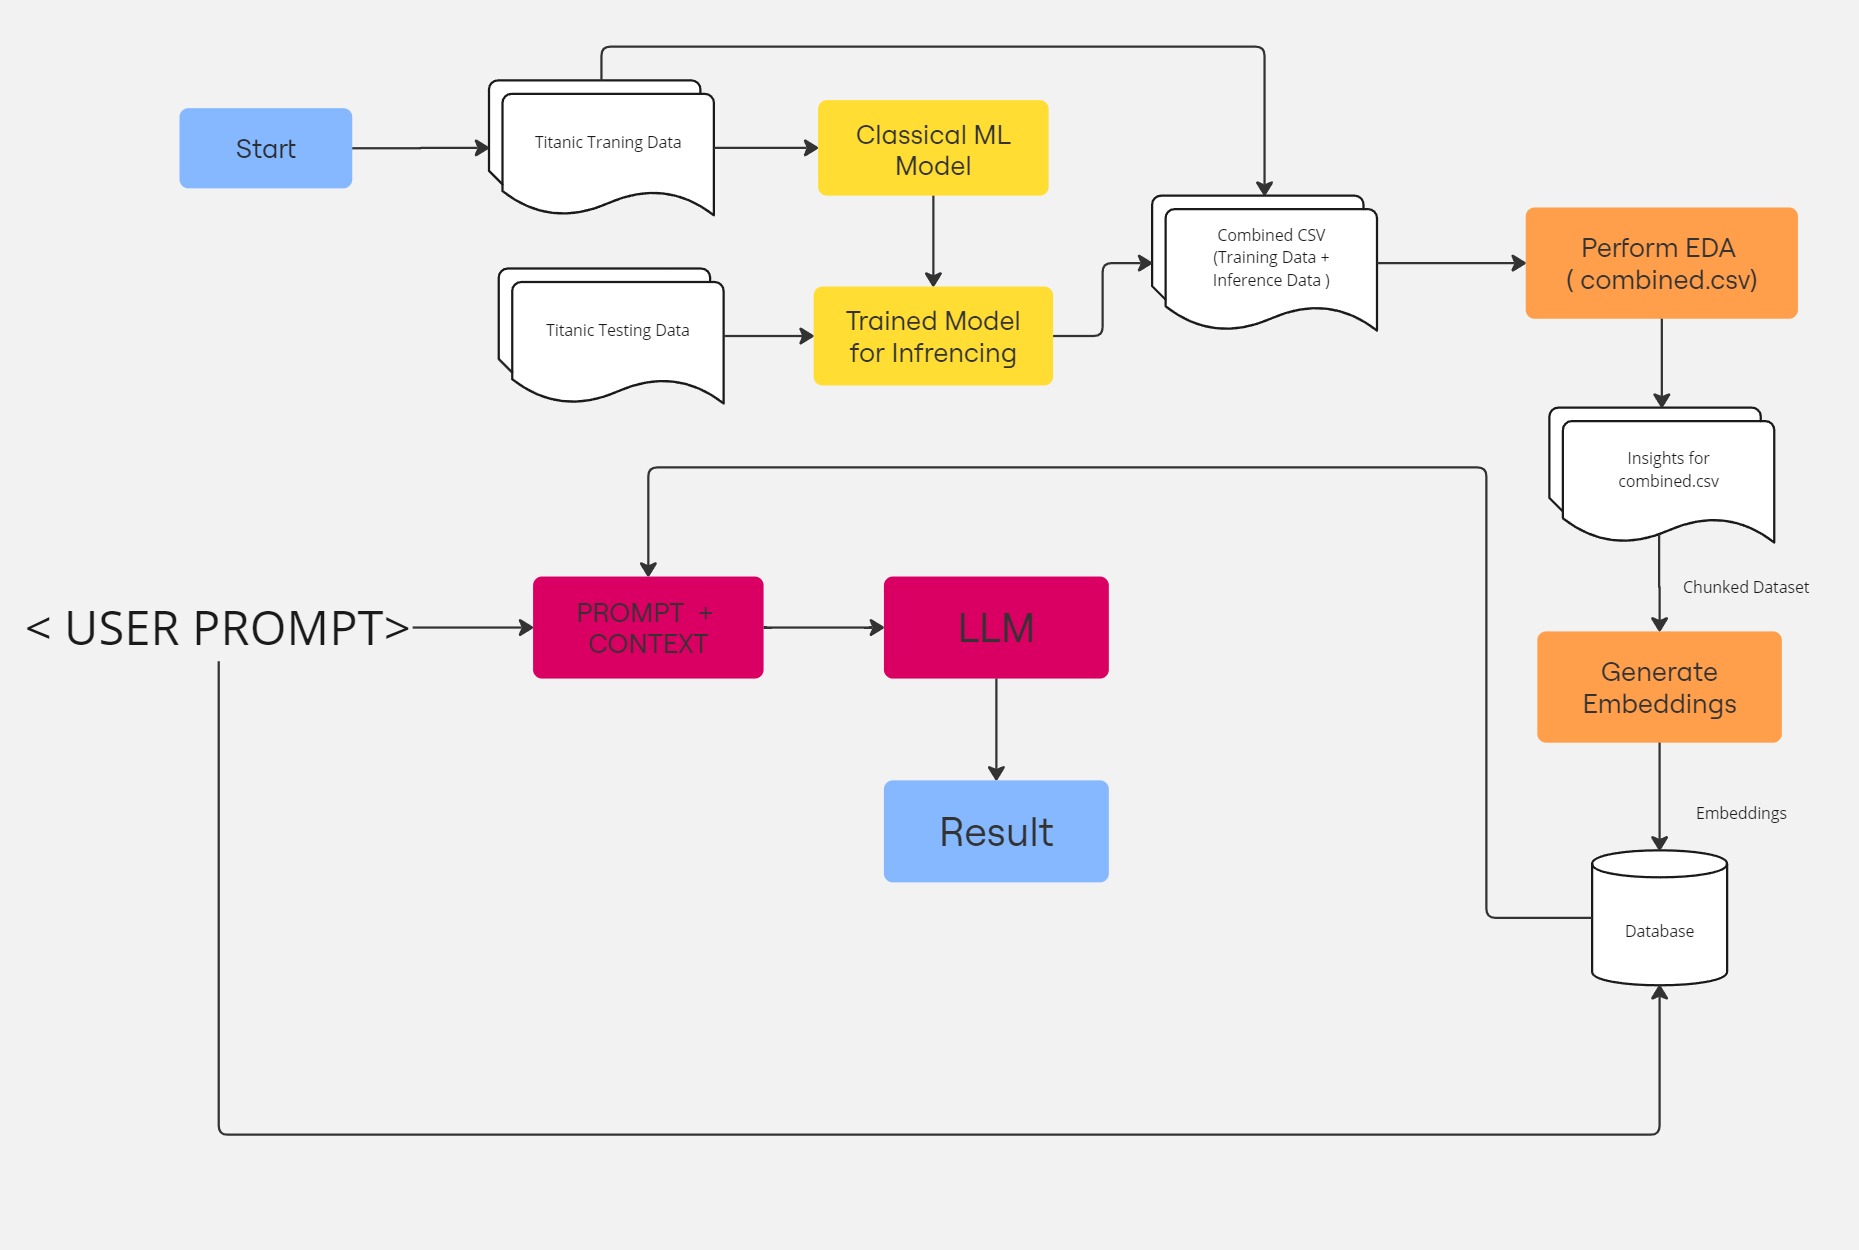 Start
Titanic Traning Data
Classical ML
Model
Combined CSV
(Training Data +
Inference Data )
Perform EDA
( combined.csv)
Titanic Testing Data
Trained Model
for Infrencing
Insights for
combined.csv
Chunked Dataset
< USER PROMPT>
PROMPT +
CONTEXT
LLM
Generate
Embeddings
Embeddings
Result
Database